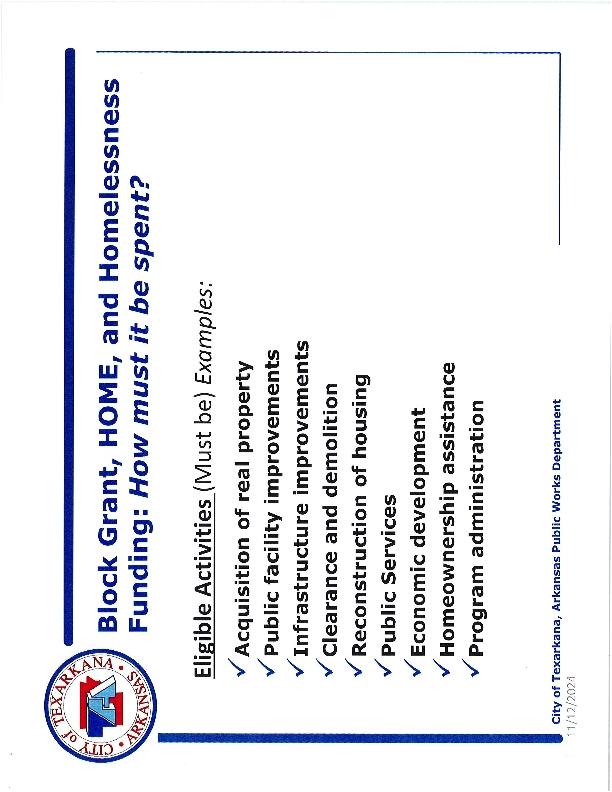 CITY of TEXARKANA • ARKANSAS •
Block Grant, HOME, and Homelessness
Funding: How must it be spent?
Eligible Activities (Must be) Examples:
✓Acquisition of real property
✓Public facility improvements
✓Infrastructure improvements
✓Clearance and demolition
✓Reconstruction of housing
✓Public Services
✓Economic development
✓Homeownership assistance
✓Program administration
City of Texarkana, Arkansas Public Works Department
11/12/2024